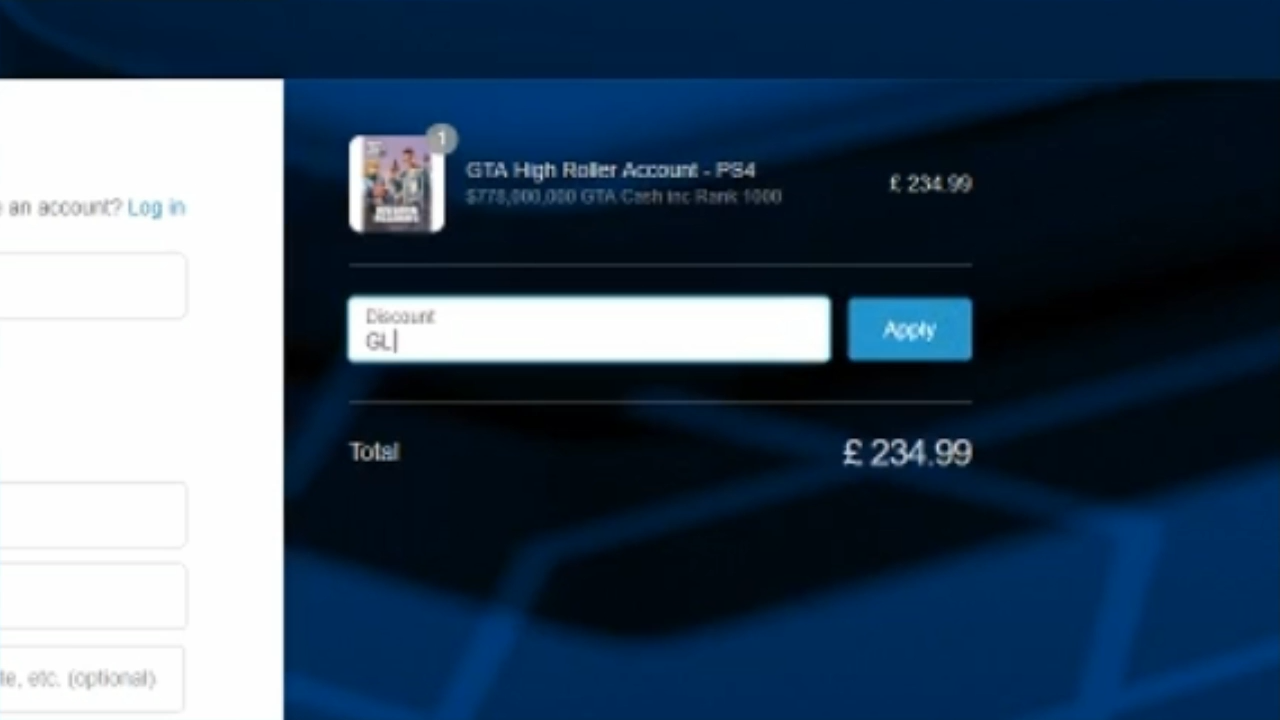 1
GTA High Roller Account - PS4
$778,000,000 GTA Cash inc Rank 1000
£ 234.99
an account? Log in
Discount
GL
Apply
Total
£ 234.99
etc. (optional)